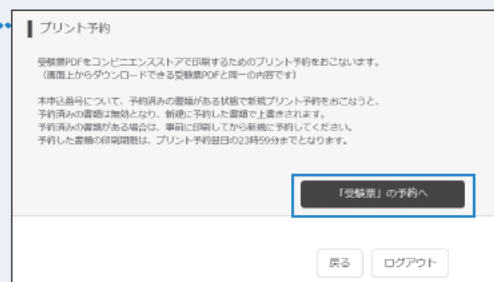 プリント予約
受験票PDFをコンビニエンスストアで印刷するためのプリント予約をおこないます。
（画面上からダウンロードできる受験票PDFと同一の内容です）
本申込番号について、予約済みの書類がある状態で新規プリント予約をおこなうと、
予約済みの書類は無効となり、新規に予約した書類で上書きされます。
予約済みの書類がある場合は、事前に印刷してから新規に予約してください。
予約した書類の印刷期限は、プリント予約翌日の23時59分までとなります。
「受験票」の予約へ
戻る
ログアウト